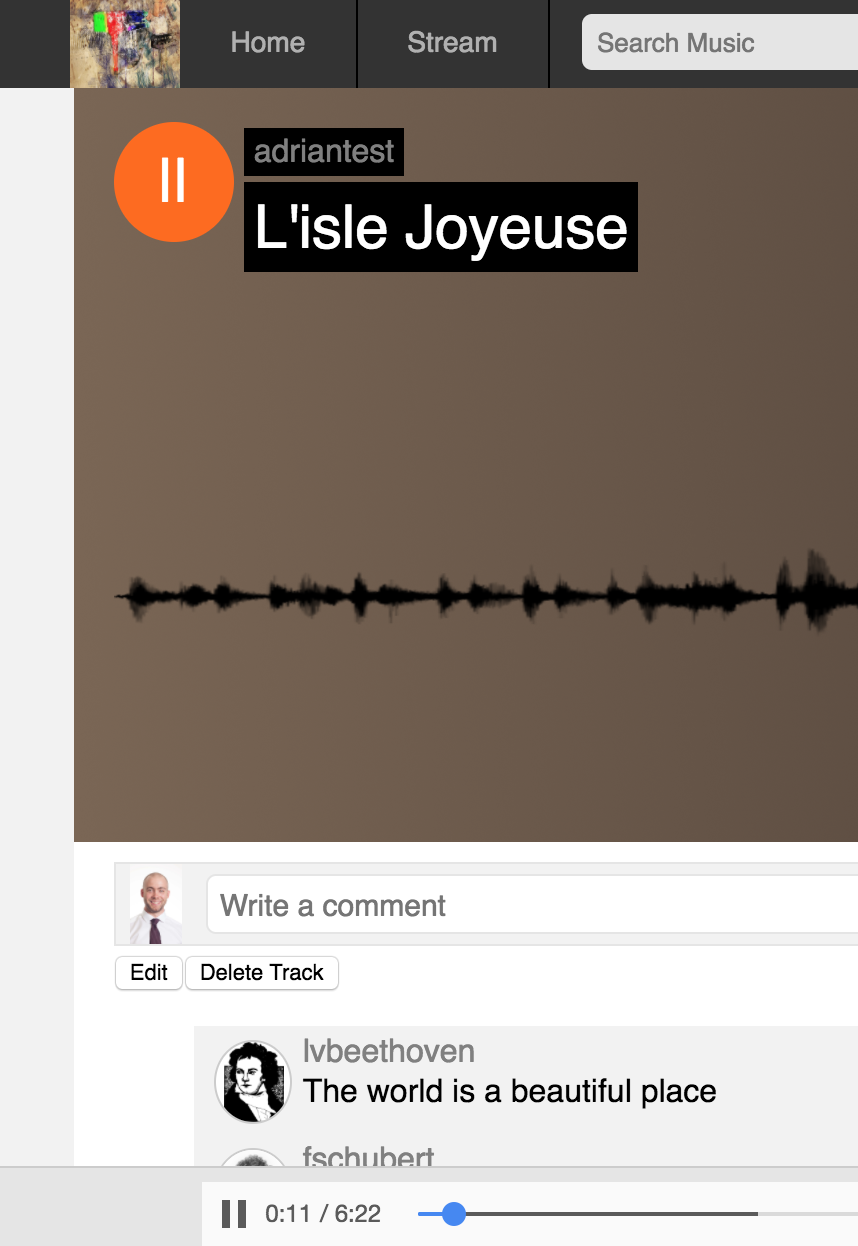 Home
Stream
Search Music
adriantest
L'isle Joyeuse
Write a comment
Edit
Delete Track
lvbeethoven
The world is a beautiful place
fschubert
0:11 / 6:22